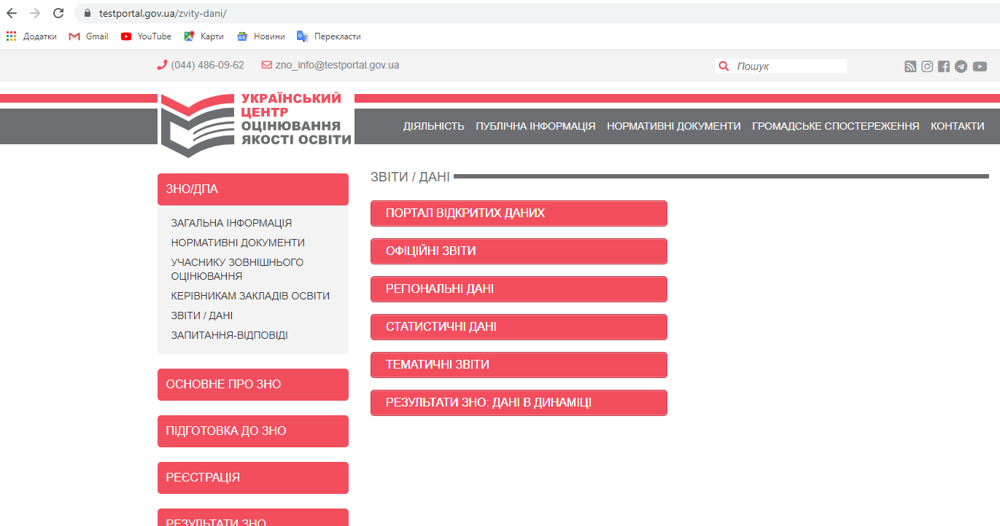 testportal.gov.ua/zvity-dani/
Додатки Gmail YouTube Карти Новини Перекласти
(044) 486-09-62 zno_info@testportal.gov.ua Пошук
УКРАЇНСЬКИЙ
ЦЕНТР
ОЦІНЮВАННЯ
ЯКОСТІ ОСВІТИ
ДІЯЛЬНІСТЬ ПУБЛІЧНА ІНФОРМАЦІЯ НОРМАТИВНІ ДОКУМЕНТИ ГРОМАДСЬКЕ СПОСТЕРЕЖЕННЯ КОНТАКТИ
ЗНО/ДПА
ЗАГАЛЬНА ІНФОРМАЦІЯ
НОРМАТИВНІ ДОКУМЕНТИ
УЧАСНИКУ ЗОВНІШНЬОГО
ОЦІНЮВАННЯ
КЕРІВНИКАМ ЗАКЛАДІВ ОСВІТИ
ЗВІТИ / ДАНІ
ЗАПИТАННЯ-ВІДПОВІДІ
ОСНОВНЕ ПРО ЗНО
ПІДГОТОВКА ДО ЗНО
РЕЄСТРАЦІЯ
РЕЗУЛЬТАТИ ЗНО
ЗВІТИ / ДАНІ
ПОРТАЛ ВІДКРИТИХ ДАНИХ
ОФІЦІЙНІ ЗВІТИ
РЕГІОНАЛЬНІ ДАНІ
СТАТИСТИЧНІ ДАНІ
ТЕМАТИЧНІ ЗВІТИ
РЕЗУЛЬТАТИ ЗНО: ДАНІ В ДИНАМІЦІ